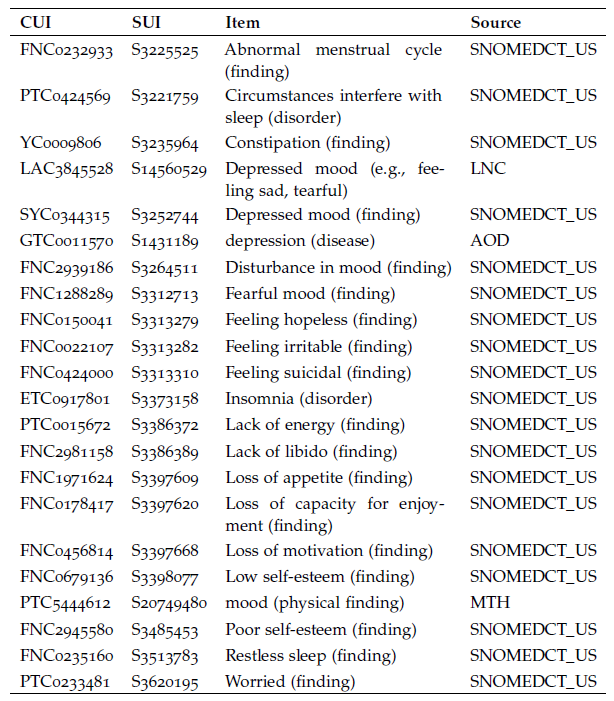 CUI SUI Item Source
FNC0232933 S3225525 Abnormal menstrual cycle SNOMEDCT_US
(finding)
PTC0424569 S3221759 Circumstances interfere with SNOMEDCT_US
sleep (disorder)
YC0009806 S3235964 Constipation (finding) SNOMEDCT_US
LAC3845528 S14560529 Depressed mood (e.g., fee- LNC
ling sad, tearful)
SYC0344315 S3252744 Depressed mood (finding) SNOMEDCT_US
GTC0011570 S1431189 depression (disease) AOD
FNC2939186 S3264511 Disturbance in mood (finding) SNOMEDCT_US
FNC1288289 S3312713 Fearful mood (finding) SNOMEDCT_US
FNC0150041 S3313279 Feeling hopeless (finding) SNOMEDCT_US
FNC0022107 S3313282 Feeling irritable (finding) SNOMEDCT_US
FNC0424000 S3313310 Feeling suicidal (finding) SNOMEDCT_US
ETC0917801 S3373158 Insomnia (disorder) SNOMEDCT_US
PTC0015672 S3386372 Lack of energy (finding) SNOMEDCT_US
FNC2981158 S3386389 Lack of libido (finding) SNOMEDCT_US
FNC1971624 S3397609 Loss of appetite (finding) SNOMEDCT_US
FNC0178417 S3397620 Loss of capacity for enjoy- SNOMEDCT_US
ment (finding)
FNC0456814 S3397668 Loss of motivation (finding) SNOMEDCT_US
FNC0679136 S3398077 Low self-esteem (finding) SNOMEDCT_US
PTC5444612 S20749480 mood (physical finding) MTH
FNC2945580 S3485453 Poor self-esteem (finding) SNOMEDCT_US
FNC0235160 S3513783 Restless sleep (finding) SNOMEDCT_US
PTC0233481 S3620195 Worried (finding) SNOMEDCT_US